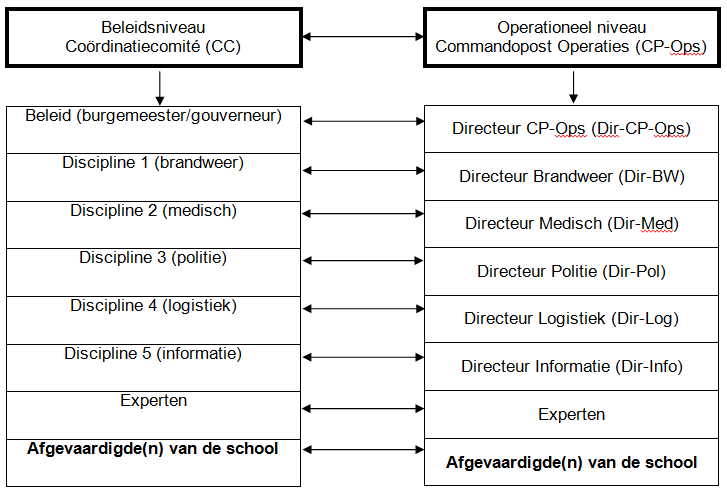 Beleidsniveau
Coördinatiecomité (CC)
Operationeel niveau
Commandopost Operaties (CP-Ops)
Beleid (burgemeester/gouverneur)
Directeur CP-Ops (Dir-CP-Ops)
Discipline 1 (brandweer)
Directeur Brandweer (Dir-BW)
Discipline 2 (medisch)
Directeur Medisch (Dir-Med)
Discipline 3 (politie)
Directeur Politie (Dir-Pol)
Discipline 4 (logistiek)
Directeur Logistiek (Dir-Log)
Discipline 5 (informatie)
Directeur Informatie (Dir-Info)
Experten
Experten
Afgevaardigde(n) van de school
Afgevaardigde(n) van de school